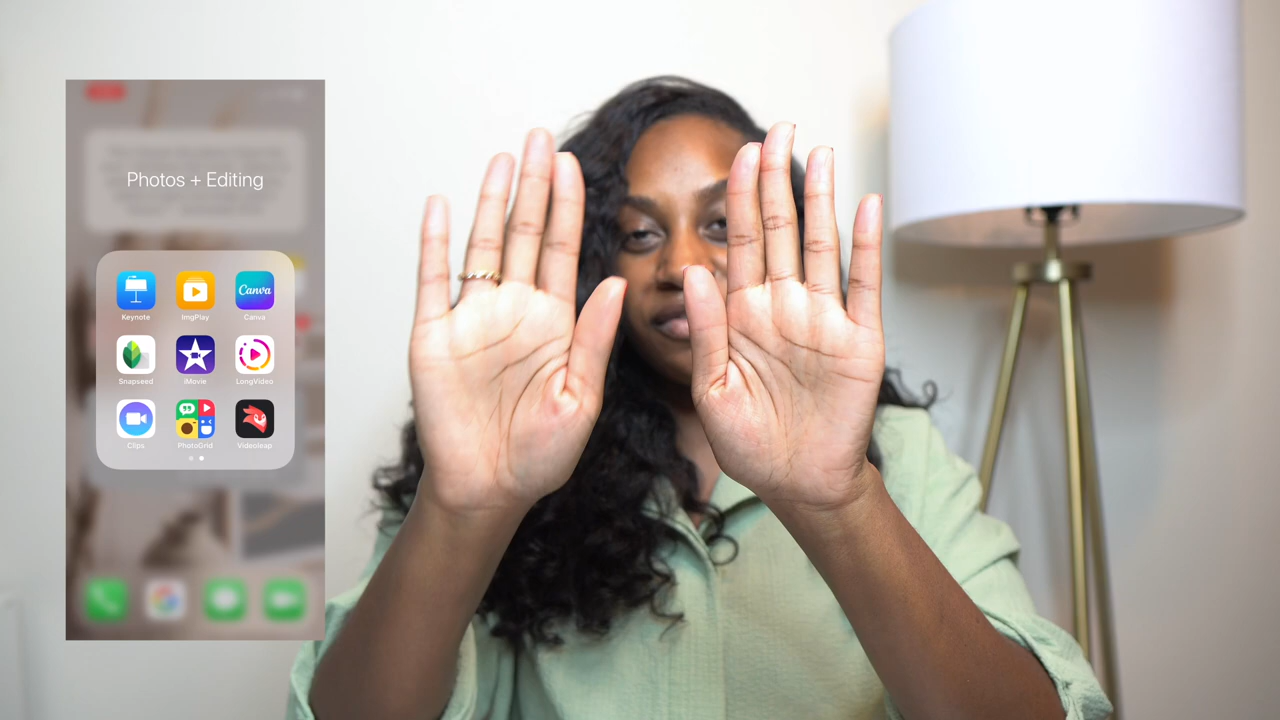 Photos + Editing
Keynote ImgPlay Canva
Canva
Snapseed iMovie LongVideo
Clips PhotoGrid Videoleap